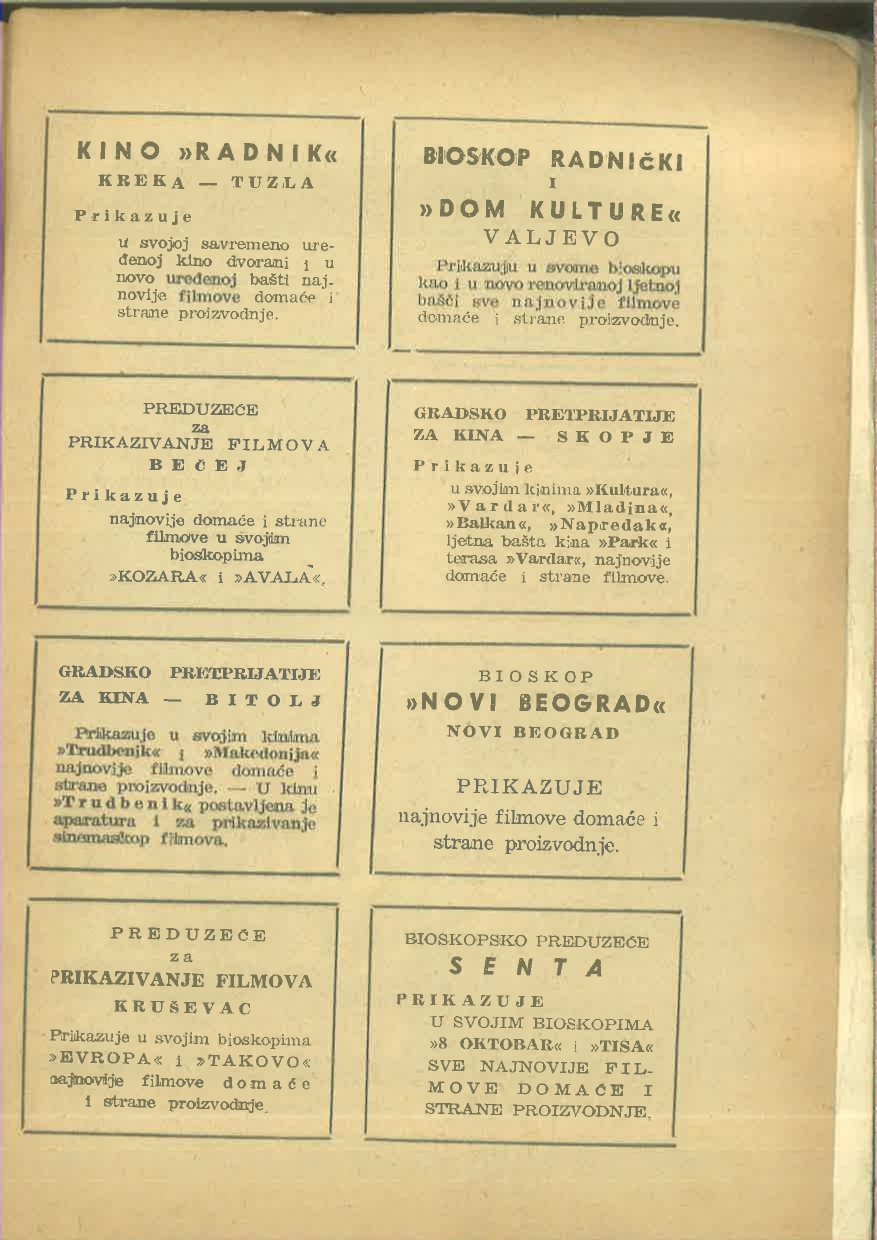 KINO »RADNIK«
KREKA — TUZLA
Prikazuje
u svojoj savremeno ure-
đenoj kino dvorani i u
novo uređenoj bašti naj-
novije filmove domaće i
strane proizvodnje.
BIOSKOP RADNIčKI
I
»DOM KULTURE«
VALJEVO
Prikazuju u svome bioskopu
kao i u novo renoviranoj ljetnoj
bašči sve najnovije filmove
domaće i strane proizvodnje.
PREDUZEĆE
za
PRIKAZIVANJE FILMOVA
BEČEJ
Prikazuje
najnovije domaće i strane
filmove u svojim
bioskopima
»KOZARA« i »AVALA«.
GRADSKO PRETPRIJATIJE
ZA KINA — SKOPJE
Prikazuje
u svojim kinima »Kultura«,
»Vardar«, »Mladina«,
»Balkan«, »Napredak«,
ljetna bašta kina »Park« i
terasa »Vardar«, najnovije
domaće i strane filmove.
GRADSKO PRETPRIJATIJE
ZA KINA — BITOLJ
Prikazuje u svojim kinima
»Trudbenik« i »Makedonija«
najnovije filmove domaće i
strane proizvodnje. — U kinu
»Trudbenik« postavljena je
aparatura i za prikazivanje
sinemaskop filmova.
BIOSKOP
»NOVI BEOGRAD«
NOVI BEOGRAD
PRIKAZUJE
najnovije filmove domaće i
strane proizvodnje.
PREDUZEĆE
za
PRIKAZIVANJE FILMOVA
KRUŠEVAC
Prikazuje u svojim bioskopima
»EVROPA« i »TAKOVO«
najnovije filmove domaće
i strane proizvodnje.
BIOSKOPSKO PREDUZEĆE
SENTA
PRIKAZUJE
U SVOJIM BIOSKOPIMA
»8 OKTOBAR« i »TISA«
SVE NAJNOVIJE FIL-
MOVE DOMAĆE I
STRANE PROIZVODNJE.